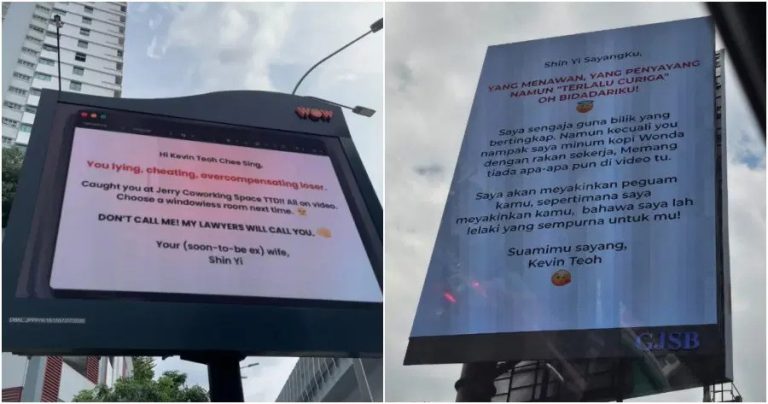 WOW
Hi Kevin Teoh Chee Sing,
You lying, cheating, overcompensating loser.
Caught you at Jerry Coworking Space TTDI! All on video.
Choose a windowless room next time. 😉
DON'T CALL ME! MY LAWYERS WILL CALL YOU. 👊
Your (soon-to-be ex) wife,
Shin Yi
Shin Yi SayangKu,
YANG MENAWAN, YANG PENYAYANG
NAMUN "TERLALU CURIGA"
OH BIDADARIKU!
Saya sengaja guna bilik yang
bertingkap. Namun kecuali you
nampak saya minum kopi Wonda
dengan rakan sekerja, Memang
tiada apa-apa pun di video tu.
Saya akan meyakinkan peguam
kamu, sepertimana saya
meyakinkan kamu, bahawa saya lah
lelaki yang sempurna untuk mu!
Suamimu sayang,
Kevin Teoh
GJSB